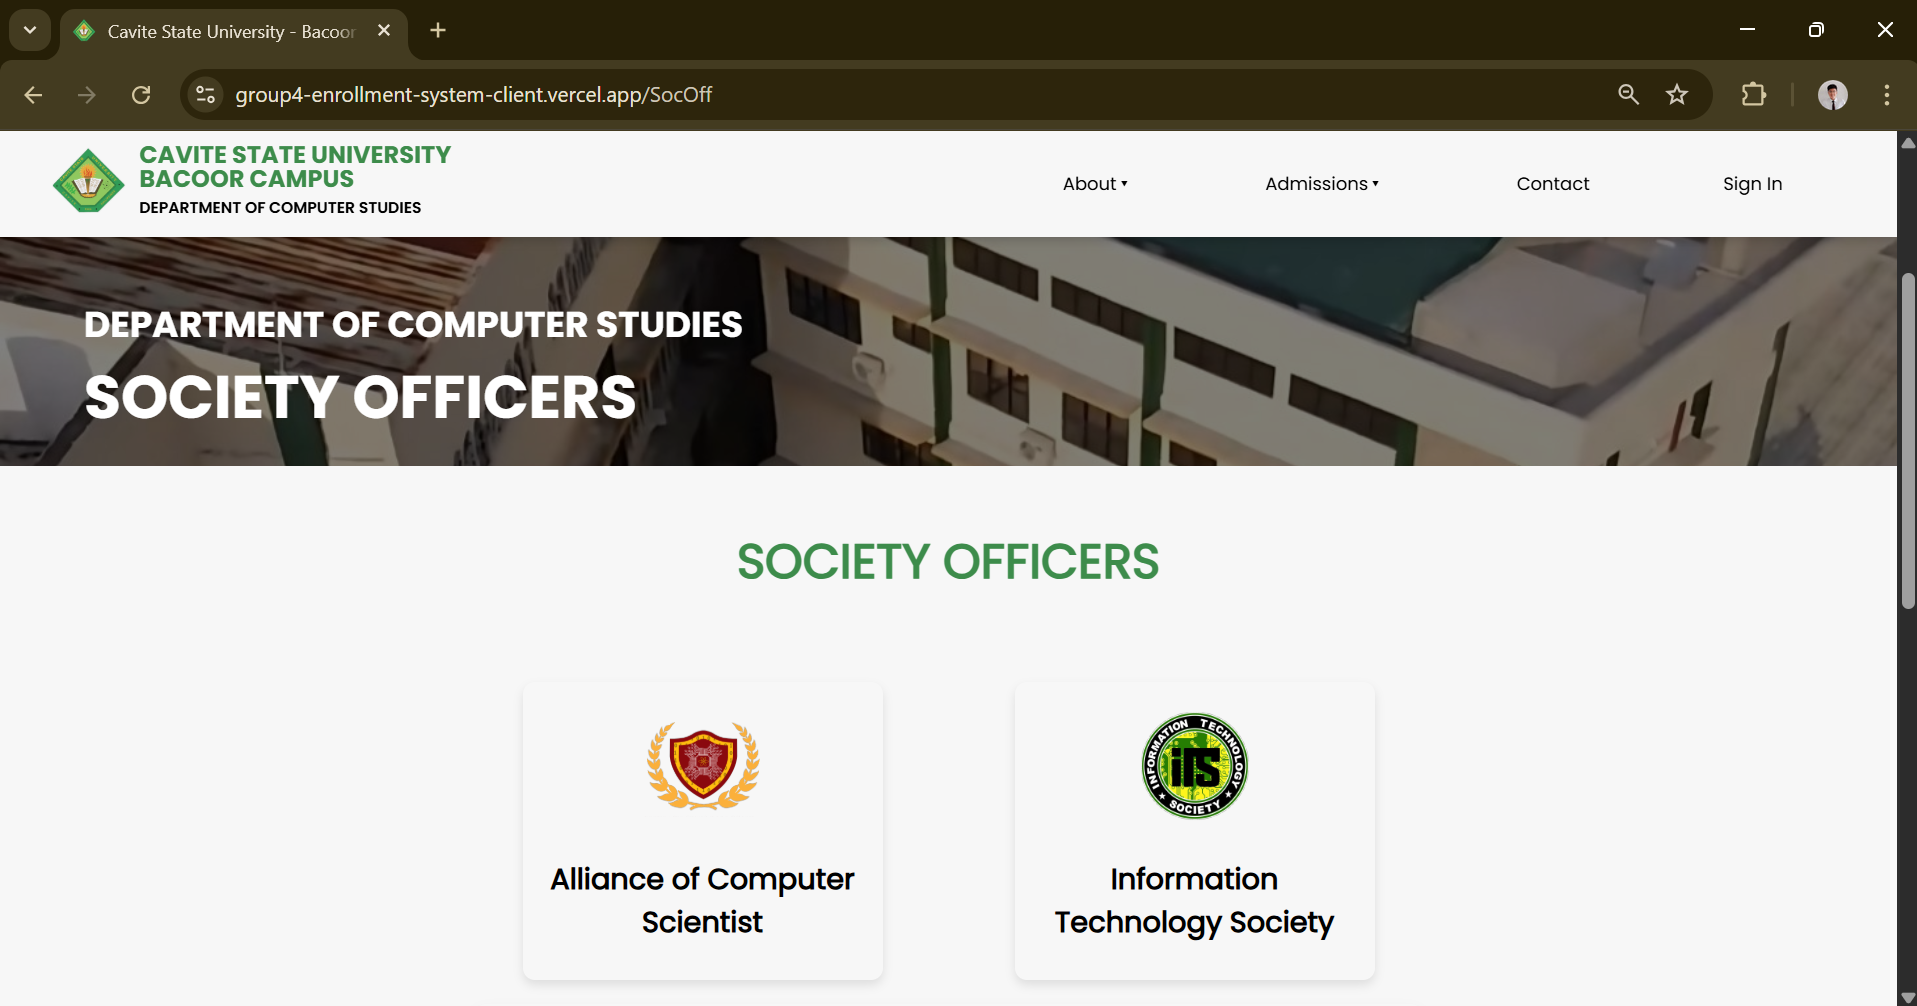 Cavite State University - Bacoor
group4-enrollment-system-client.vercel.app/SocOff
CAVITE STATE UNIVERSITY
BACOOR CAMPUS
DEPARTMENT OF COMPUTER STUDIES
About ▾
Admissions ▾
Contact
Sign In
DEPARTMENT OF COMPUTER STUDIES
SOCIETY OFFICERS
SOCIETY OFFICERS
INFORMATION TECHNOLOGY
iTS
SOCIETY
Alliance of Computer
Scientist
Information
Technology Society